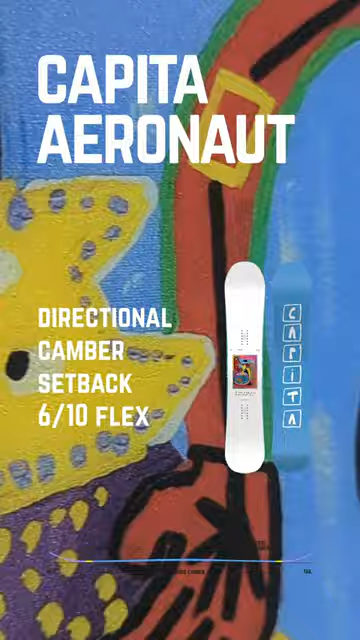 CAPITA
AERONAUT
DIRECTIONAL
CAMBER
SETBACK
6/10 FLEX
CAPiTA